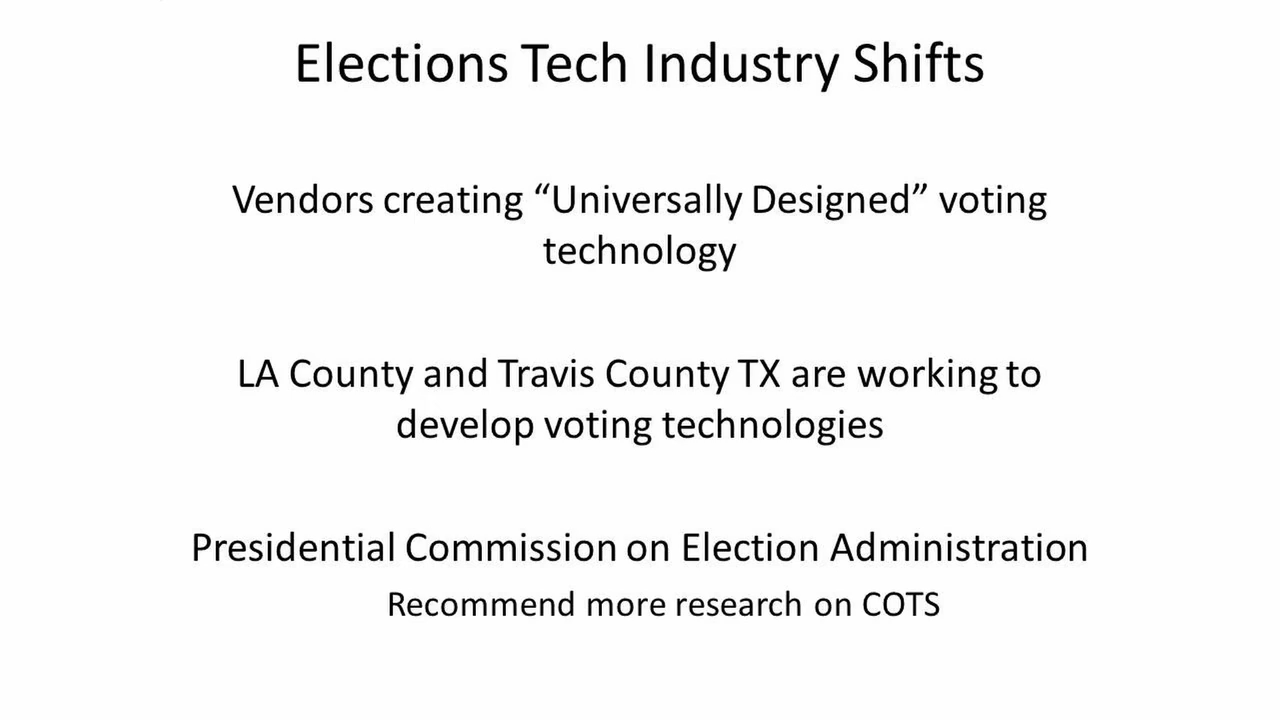 Elections Tech Industry Shifts
Vendors creating “Universally Designed” voting
technology
LA County and Travis County TX are working to
develop voting technologies
Presidential Commission on Election Administration
Recommend more research on COTS